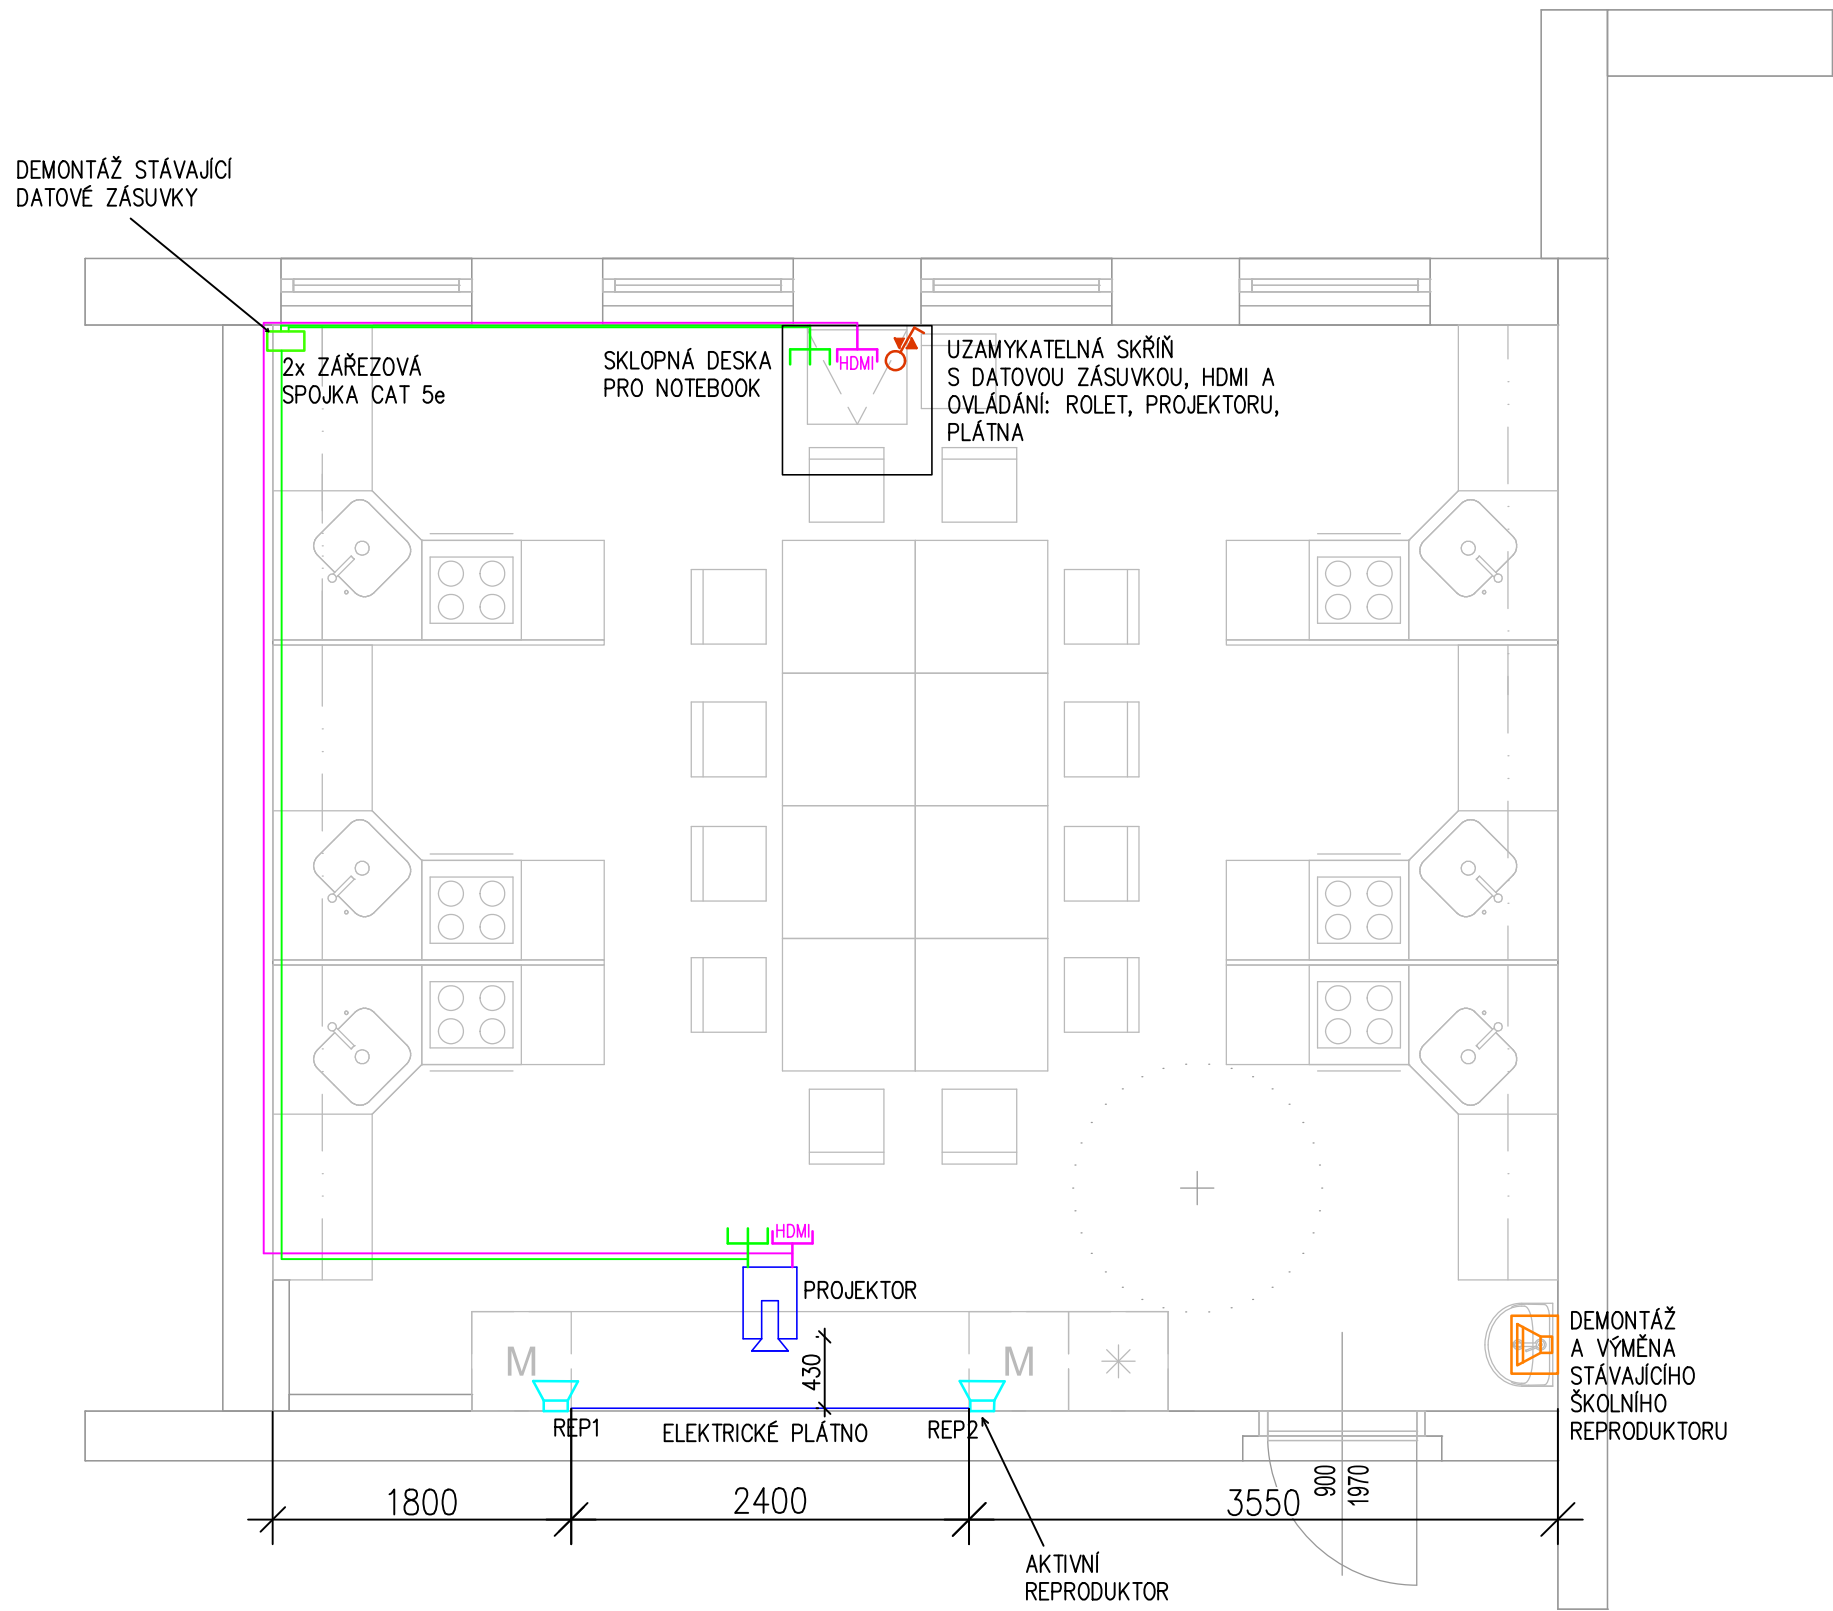 DEMONTÁŽ STÁVAJÍCÍ
DATOVÉ ZÁSUVKY
2x ZÁŘEZOVÁ
SPOJKA CAT 5e
SKLOPNÁ DESKA
PRO NOTEBOOK
HDMI
UZAMYKATELNÁ SKŘÍŇ
S DATOVOU ZÁSUVKOU, HDMI A
OVLÁDÁNÍ: ROLET, PROJEKTORU,
PLÁTNA
HDMI
PROJEKTOR
M
430
M
DEMONTÁŽ
A VÝMĚNA
STÁVAJÍCÍHO
ŠKOLNÍHO
REPRODUKTORU
REP1
ELEKTRICKÉ PLÁTNO
REP2
900
1970
1800
2400
3550
AKTIVNÍ
REPRODUKTOR